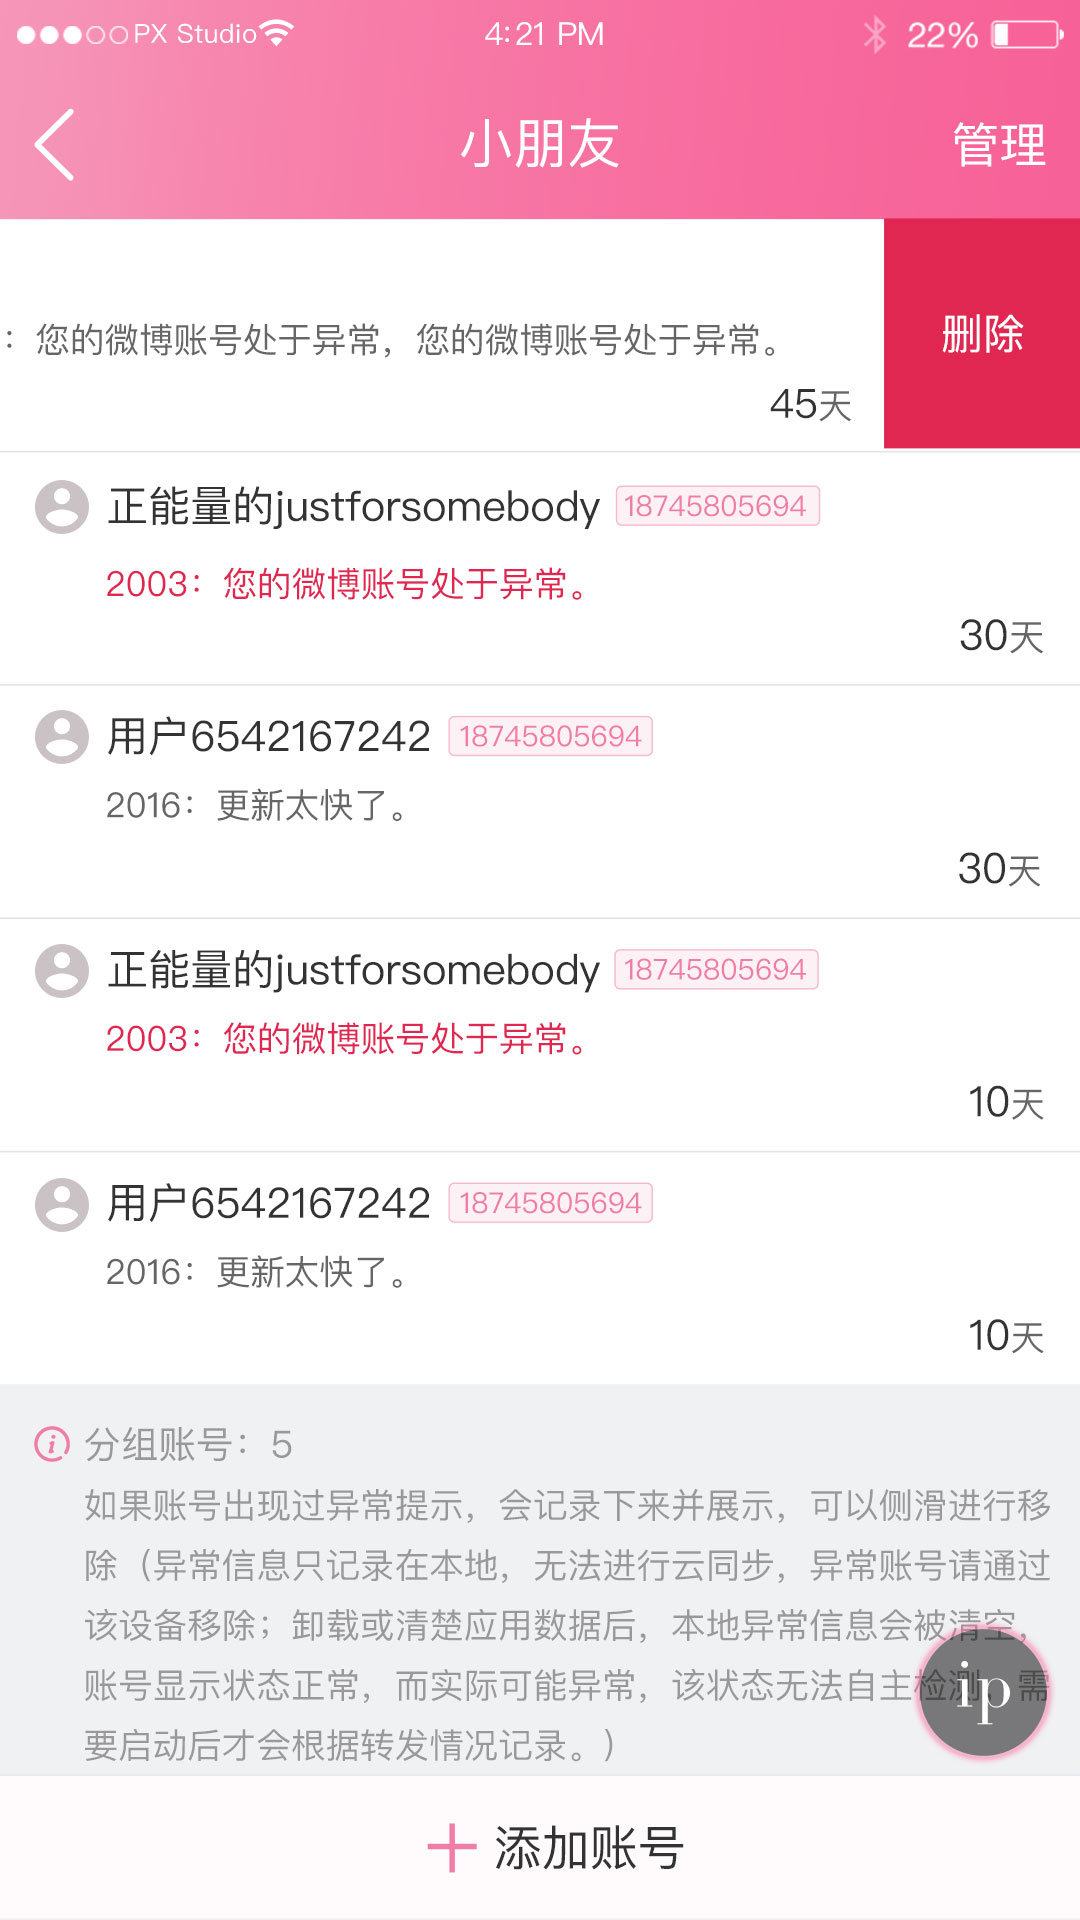 PX Studio 4:21 PM 22%
小朋友 管理
：您的微博账号处于异常，您的微博账号处于异常。
删除
45天
正能量的justforsomebody 18745805694
2003：您的微博账号处于异常。
30天
用户6542167242 18745805694
2016：更新太快了。
30天
正能量的justforsomebody 18745805694
2003：您的微博账号处于异常。
10天
用户6542167242 18745805694
2016：更新太快了。
10天
分组账号：5
如果账号出现过异常提示，会记录下来并展示，可以侧滑进行移
除（异常信息只记录在本地，无法进行云同步，异常账号请通过
该设备移除；卸载或清楚应用数据后，本地异常信息会被清空，
账号显示状态正常，而实际可能异常，该状态无法自主检测，需
要启动后才会根据转发情况记录。）
ip
添加账号